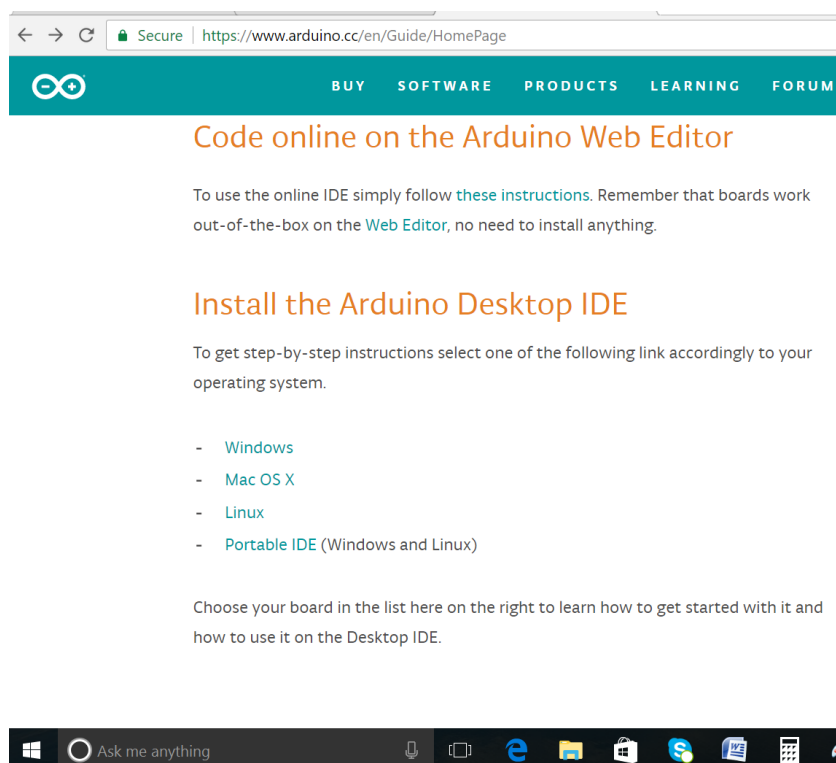 Secure https://www.arduino.cc/en/Guide/HomePage
BUY SOFTWARE PRODUCTS LEARNING FORUM
Code online on the Arduino Web Editor
To use the online IDE simply follow these instructions. Remember that boards work
out-of-the-box on the Web Editor, no need to install anything.
Install the Arduino Desktop IDE
To get step-by-step instructions select one of the following link accordingly to your
operating system.
- Windows
- Mac OS X
- Linux
- Portable IDE (Windows and Linux)
Choose your board in the list here on the right to learn how to get started with it and
how to use it on the Desktop IDE.
Ask me anything